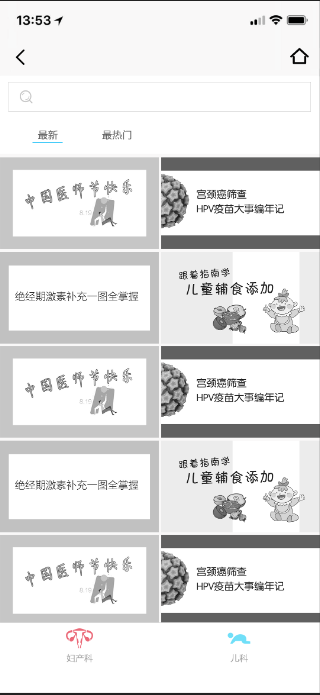 13:53
最新
最热门
中国医师节快乐
8.19
宫颈癌筛查
HPV疫苗大事编年记
绝经期激素补充一图全掌握
跟着指南学
儿童辅食添加
中国医师节快乐
8.19
宫颈癌筛查
HPV疫苗大事编年记
绝经期激素补充一图全掌握
跟着指南学
儿童辅食添加
中国医师节快乐
8.19
宫颈癌筛查
HPV疫苗大事编年记
妇产科
儿科